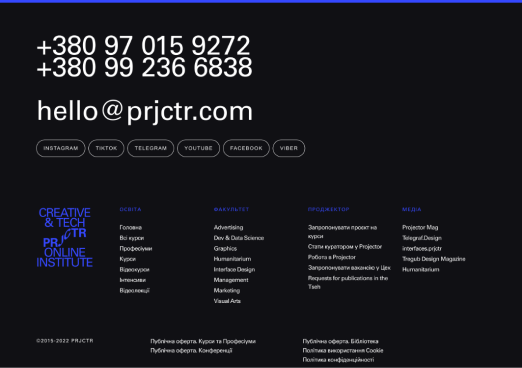 +380 97 015 9272
+380 99 236 6838
hello@prjctr.com
INSTAGRAM
TIKTOK
TELEGRAM
YOUTUBE
FACEBOOK
VIBER
CREATIVE
& TECH
PRJCTR
ONLINE
INSTITUTE
ОСВІТА
Головна
Всі курси
Професіуми
Курси
Відеокурси
Інтенсиви
Відеолекції
ФАКУЛЬТЕТ
Advertising
Dev & Data Science
Graphics
Humanitarium
Interface Design
Management
Marketing
Visual Arts
ПРОДЖЕКТОР
Запропонувати проєкт на
курси
Стати куратором у Projector
Робота в Projector
Запропонувати вакансію у Цех
Requests for publications in the
Tseh
МЕДІА
Projector Mag
Telegraf.Design
interfaces.prjctr
Tregub Design Magazine
Humanitarium
©2015-2022 PRJCTR
Публічна оферта. Курси та Професіуми
Публічна оферта. Конференції
Публічна оферта. Бібліотека
Політика використання Cookie
Політика конфіденційності